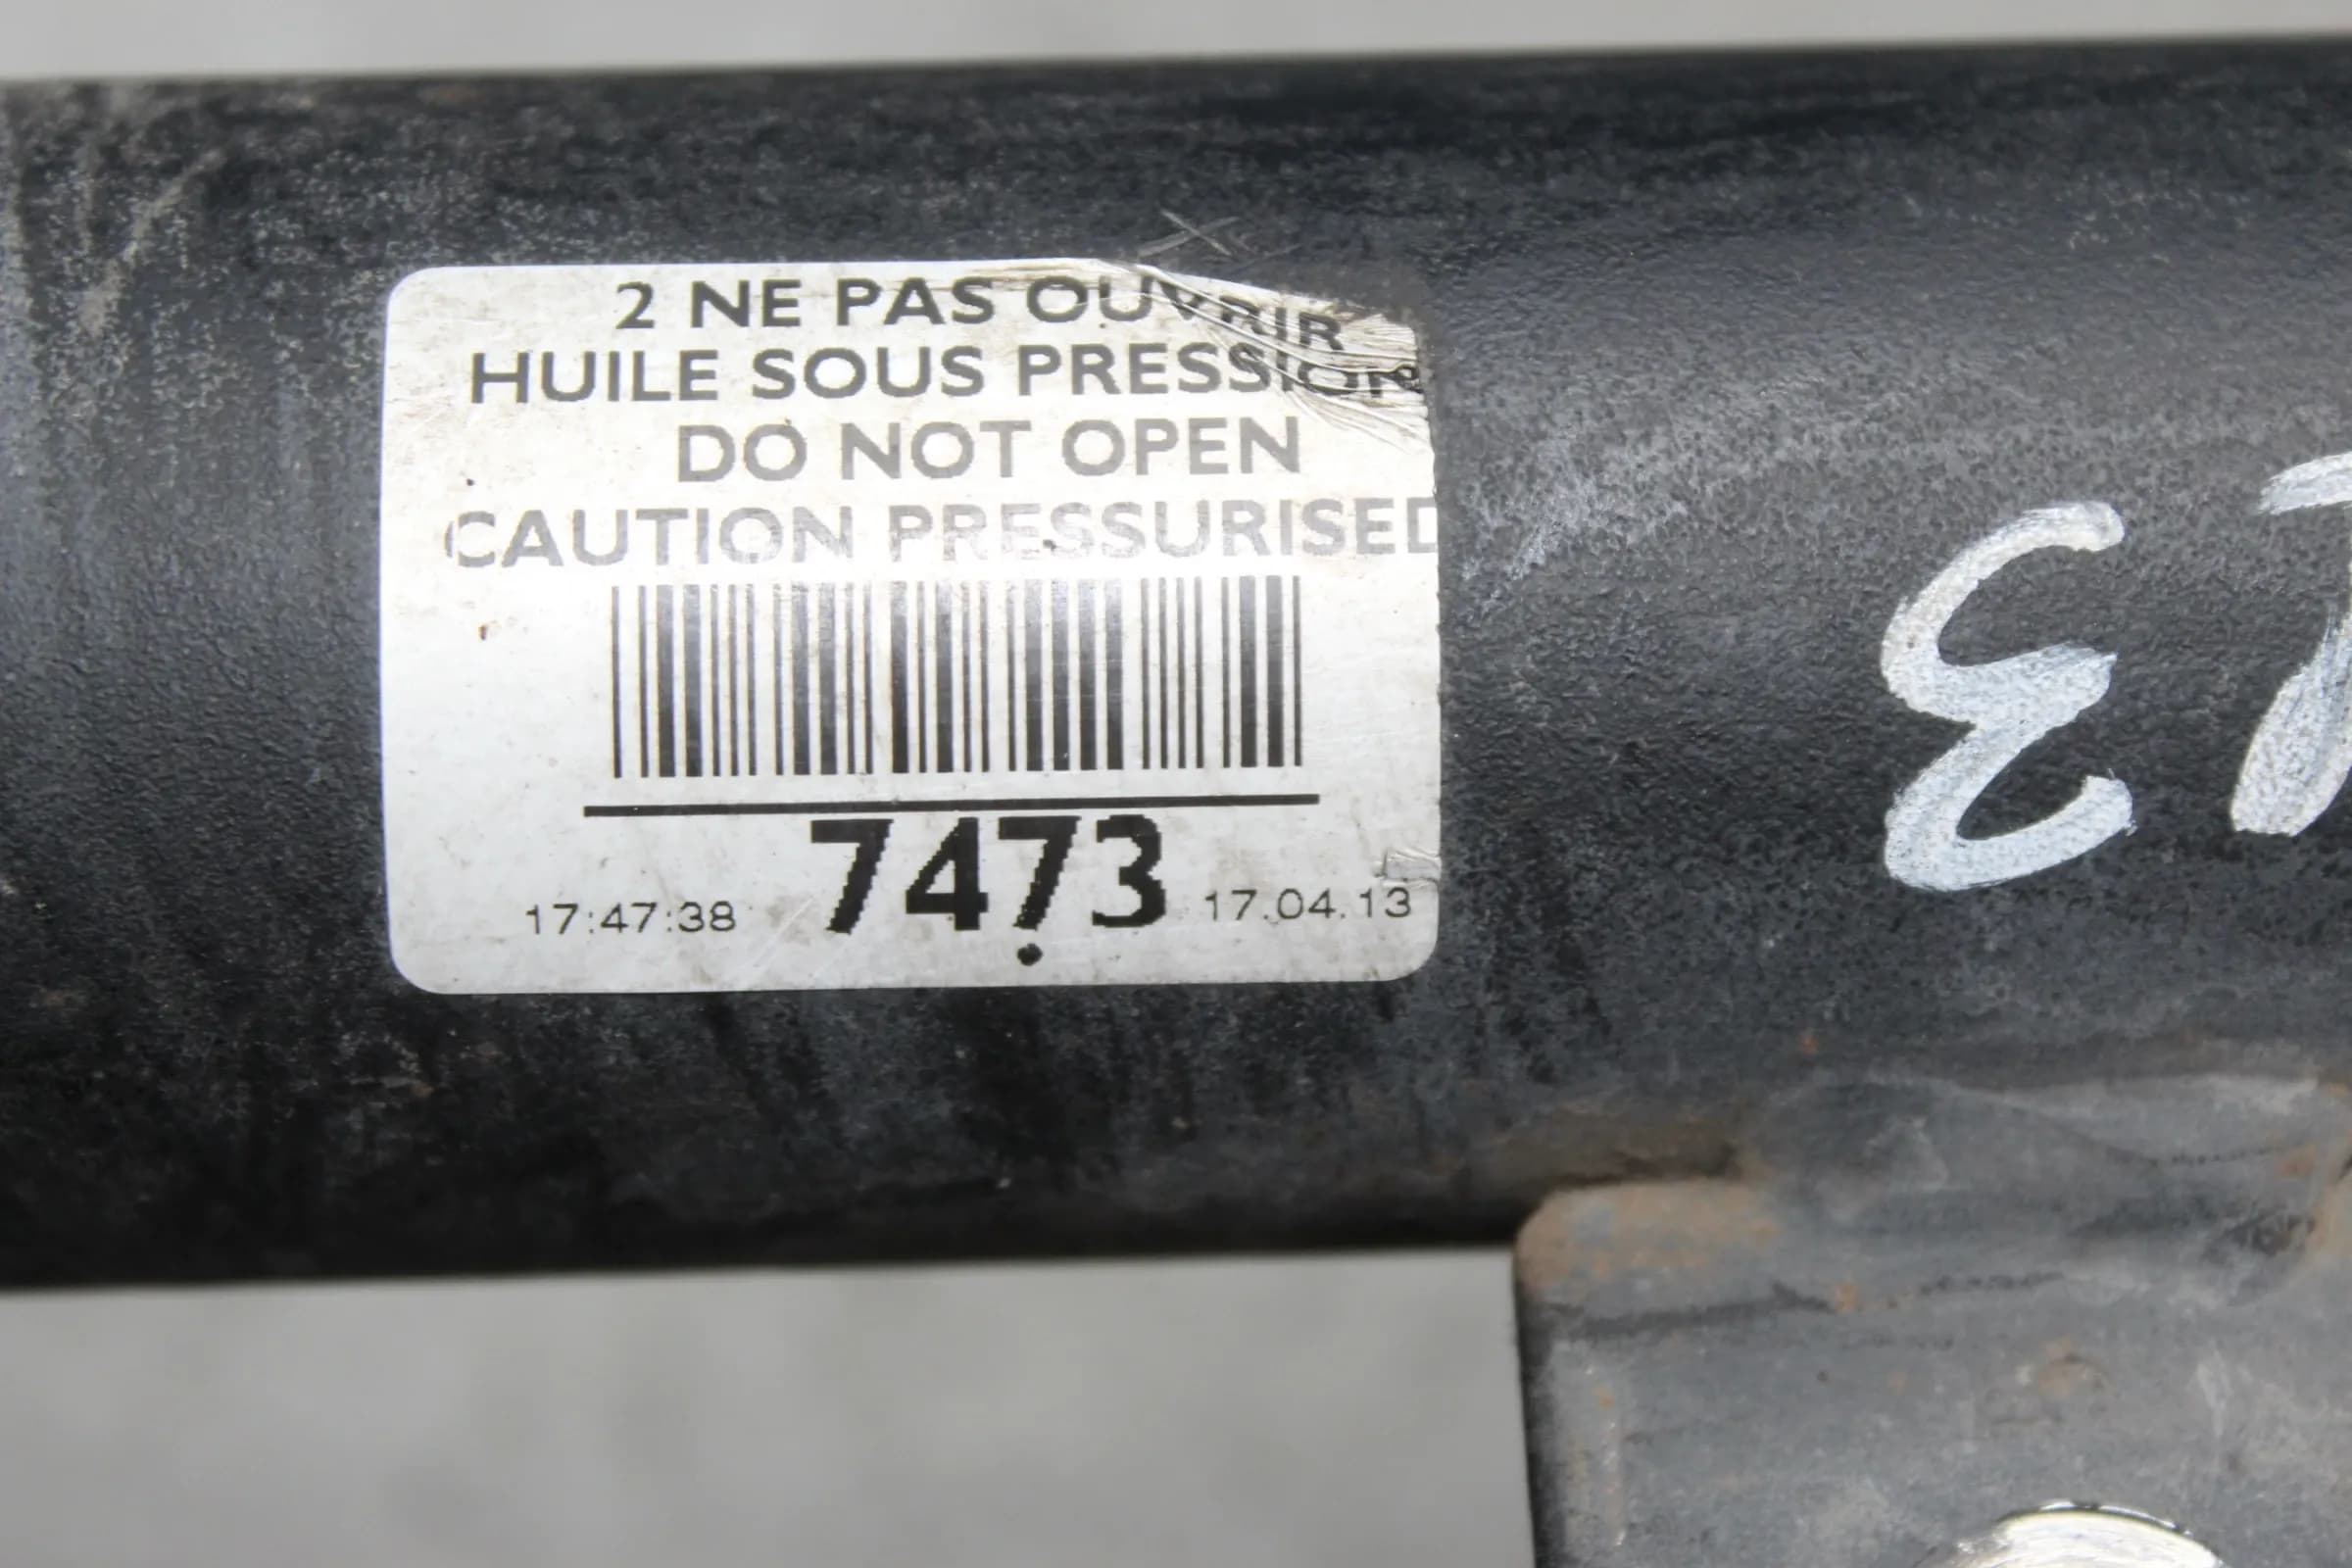 2 NE PAS OUVRIR
HUILE SOUS PRESSION
DO NOT OPEN
CAUTION PRESSURISED
7473
17:47:38 17.04.13